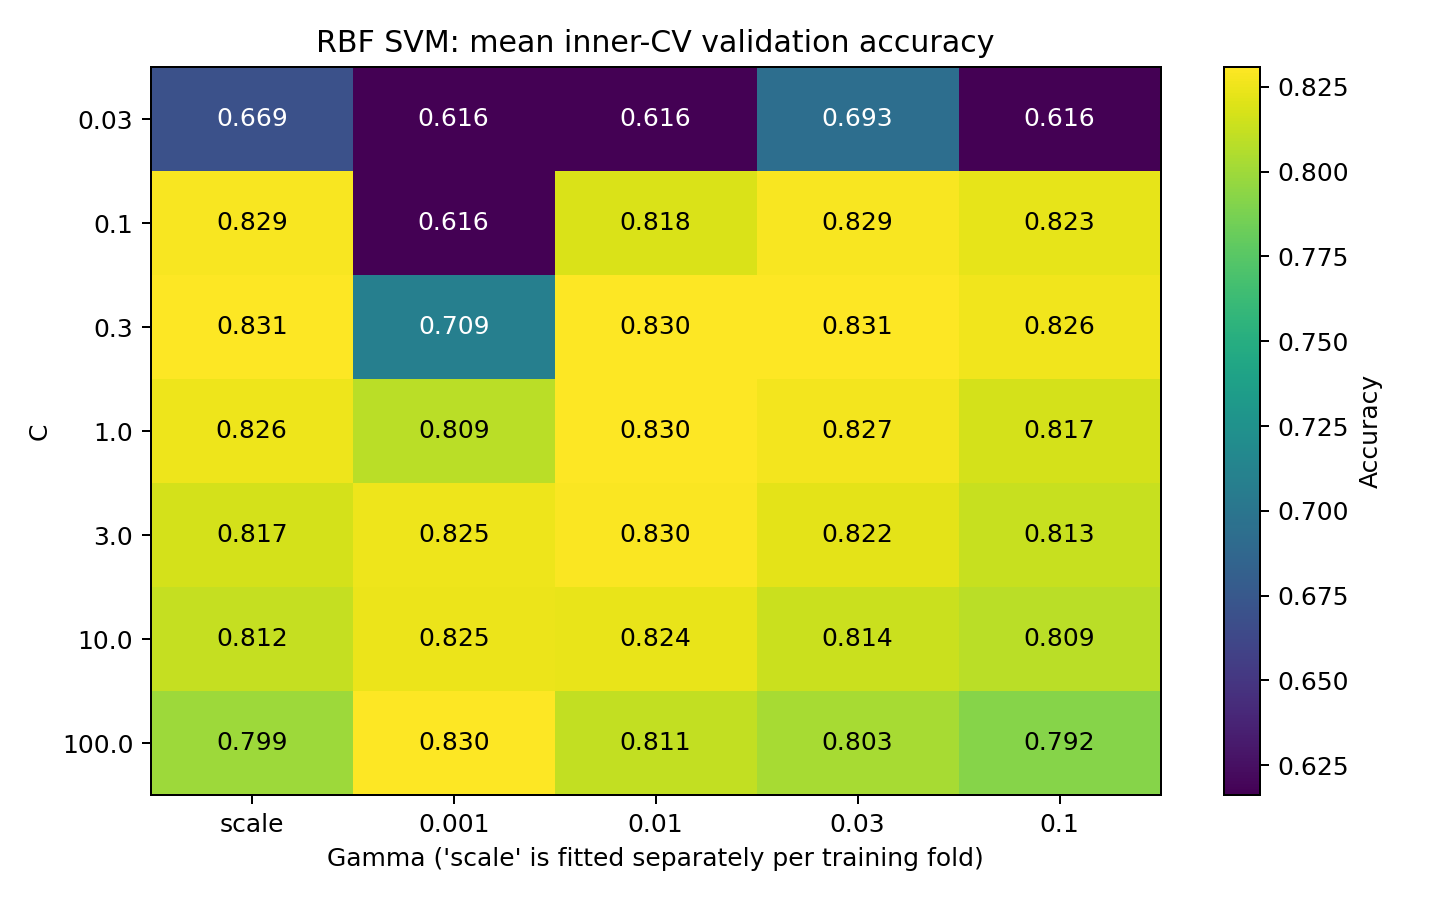 RBF SVM: mean inner-CV validation accuracy
0.03 0.669 0.616 0.616 0.693 0.616
0.1 0.829 0.616 0.818 0.829 0.823
0.3 0.831 0.709 0.830 0.831 0.826
1.0 0.826 0.809 0.830 0.827 0.817
3.0 0.817 0.825 0.830 0.822 0.813
10.0 0.812 0.825 0.824 0.814 0.809
100.0 0.799 0.830 0.811 0.803 0.792
C
scale 0.001 0.01 0.03 0.1
Gamma ('scale' is fitted separately per training fold)
0.825
0.800
0.775
0.750
0.725
0.700
0.675
0.650
0.625
Accuracy